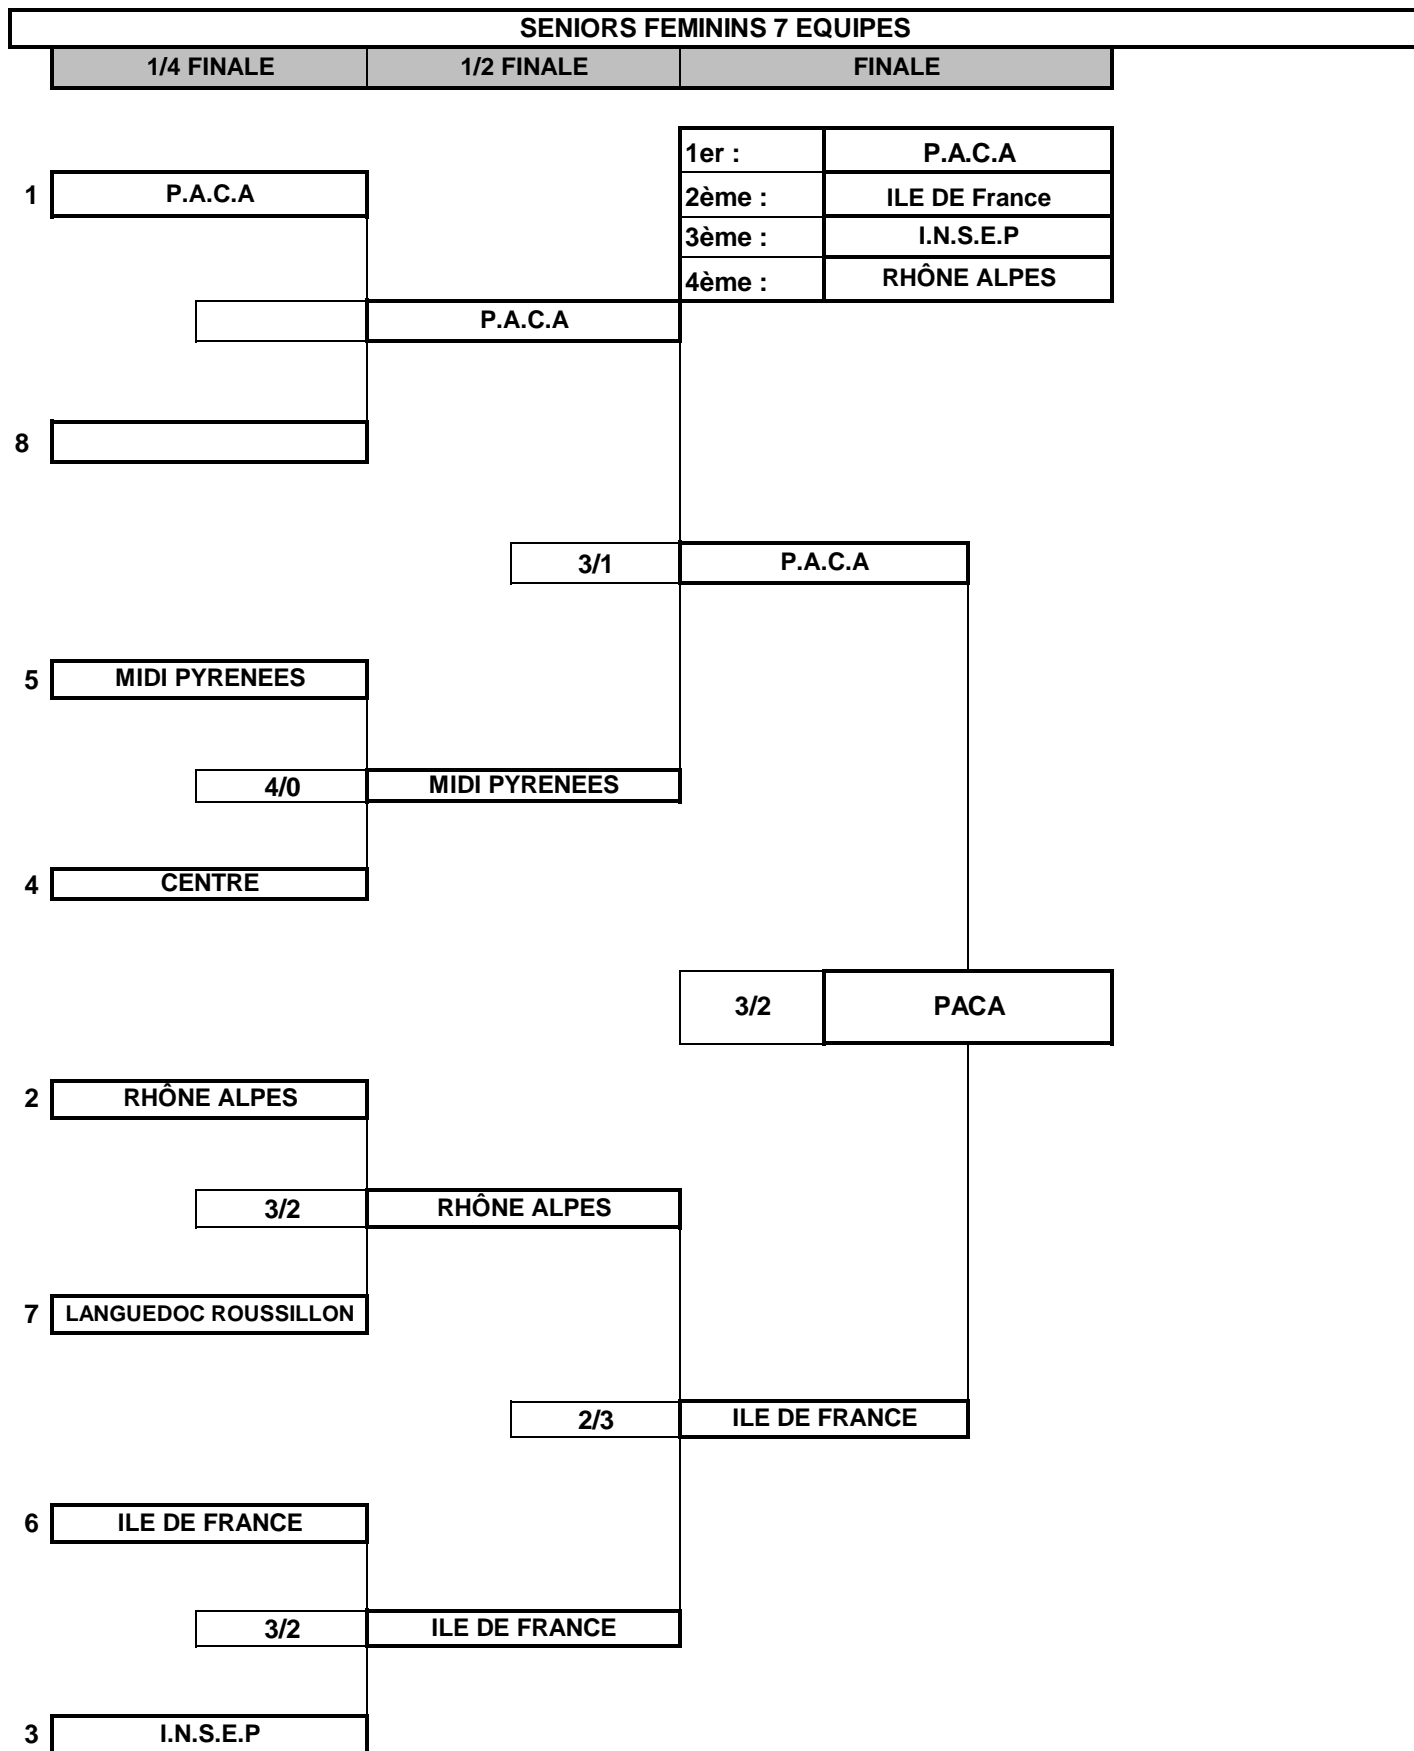 SENIORS FEMININS 7 EQUIPES
1/4 FINALE 1/2 FINALE FINALE
1er : P.A.C.A
1 P.A.C.A 2ème : ILE DE France
3ème : I.N.S.E.P
4ème : RHÔNE ALPES
P.A.C.A
8
3/1 P.A.C.A
5 MIDI PYRENEES
4/0 MIDI PYRENEES
4 CENTRE
3/2 PACA
2 RHÔNE ALPES
3/2 RHÔNE ALPES
7 LANGUEDOC ROUSSILLON
2/3 ILE DE FRANCE
6 ILE DE FRANCE
3/2 ILE DE FRANCE
3 I.N.S.E.P